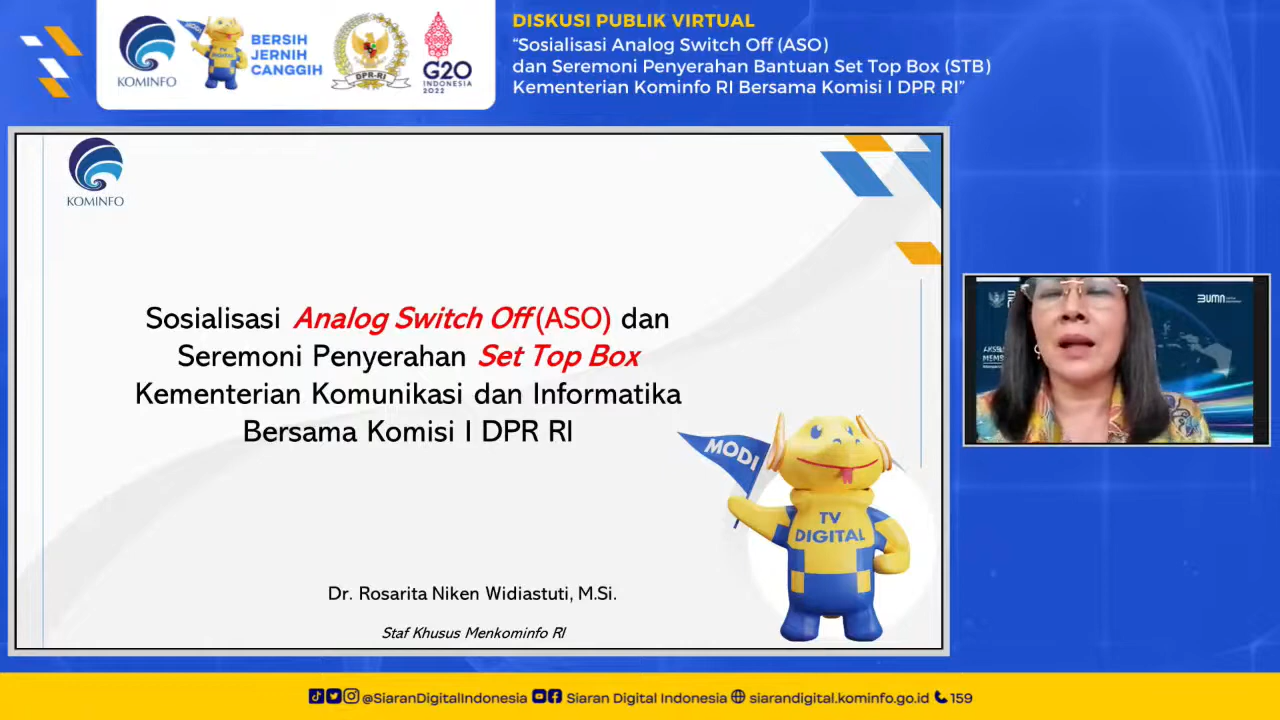 KOMINFO
TV
DIGITAL
BERSIH
JERNIH
CANGGIH
DPR-RI
G20
INDONESIA
2022
DISKUSI PUBLIK VIRTUAL
“Sosialisasi Analog Switch Off (ASO)
dan Seremoni Penyerahan Bantuan Set Top Box (STB)
Kementerian Kominfo RI Bersama Komisi I DPR RI”
KOMINFO
Sosialisasi Analog Switch Off (ASO) dan
Seremoni Penyerahan Set Top Box
Kementerian Komunikasi dan Informatika
Bersama Komisi I DPR RI
MODI
TV
DIGITAL
Dr. Rosarita Niken Widiastuti, M.Si.
Staf Khusus Menkominfo RI
BUMN
@SiaranDigitalIndonesia Siaran Digital Indonesia siarandigital.kominfo.go.id 159